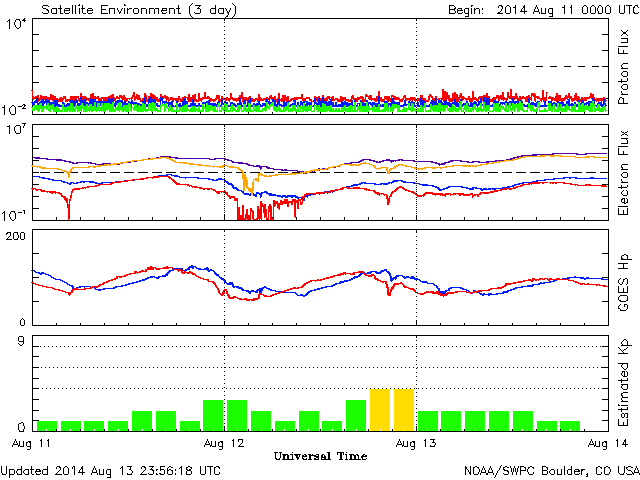 Satellite Environment (3 day)
Begin: 2014 Aug 11 0000 UTC
10⁴
10⁻²
Proton Flux
10⁷
10⁻¹
Electron Flux
200
0
GOES Hp
9
0
Estimated Kp
Aug 11
Aug 12
Aug 13
Aug 14
Universal Time
Updated 2014 Aug 13 23:56:18 UTC
NOAA/SWPC Boulder, CO USA